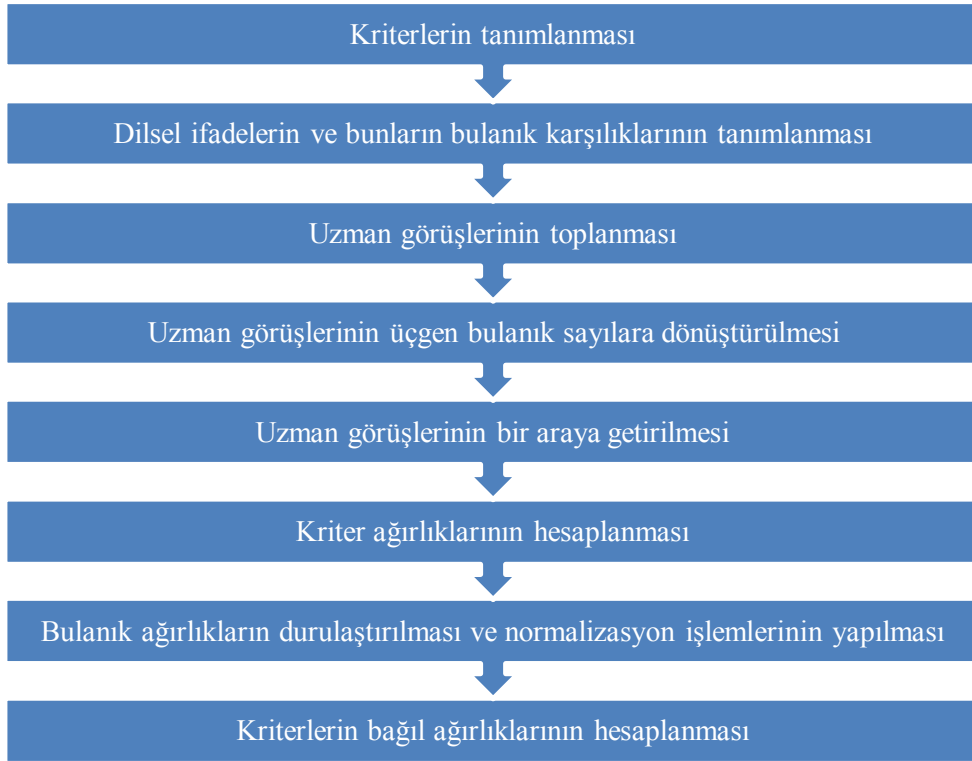 Kriterlerin tanımlanması
Dilsel ifadelerin ve bunların bulanık karşılıklarının tanımlanması
Uzman görüşlerinin toplanması
Uzman görüşlerinin üçgen bulanık sayılara dönüştürülmesi
Uzman görüşlerinin bir araya getirilmesi
Kriter ağırlıklarının hesaplanması
Bulanık ağırlıkların durulaştırılması ve normalizasyon işlemlerinin yapılması
Kriterlerin bağıl ağırlıklarının hesaplanması